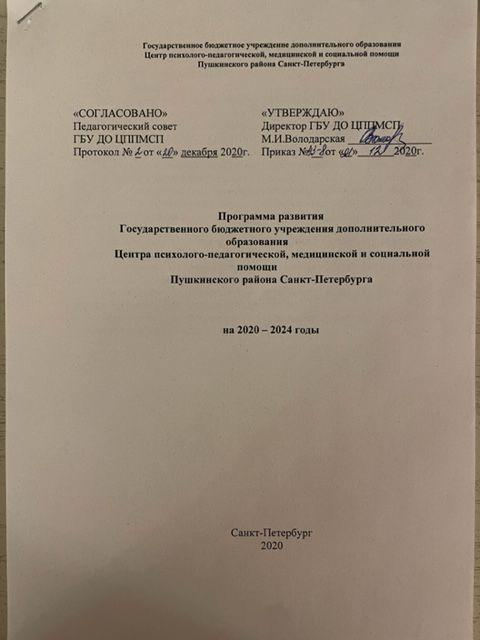 Государственное бюджетное учреждение дополнительного образования
Центр психолого-педагогической, медицинской и социальной помощи
Пушкинского района Санкт-Петербурга
«СОГЛАСОВАНО»
Педагогический совет
ГБУ ДО ЦППМСП
Протокол № 2 от «20» декабря 2020г.
«УТВЕРЖДАЮ»
Директор ГБУ ДО ЦППМСП
М.И.Володарская
Приказ № от « » 12 2020г.
Программа развития
Государственного бюджетного учреждения дополнительного
образования
Центра психолого-педагогической, медицинской и социальной
помощи
Пушкинского района Санкт-Петербурга
на 2020 – 2024 годы
Санкт-Петербург
2020